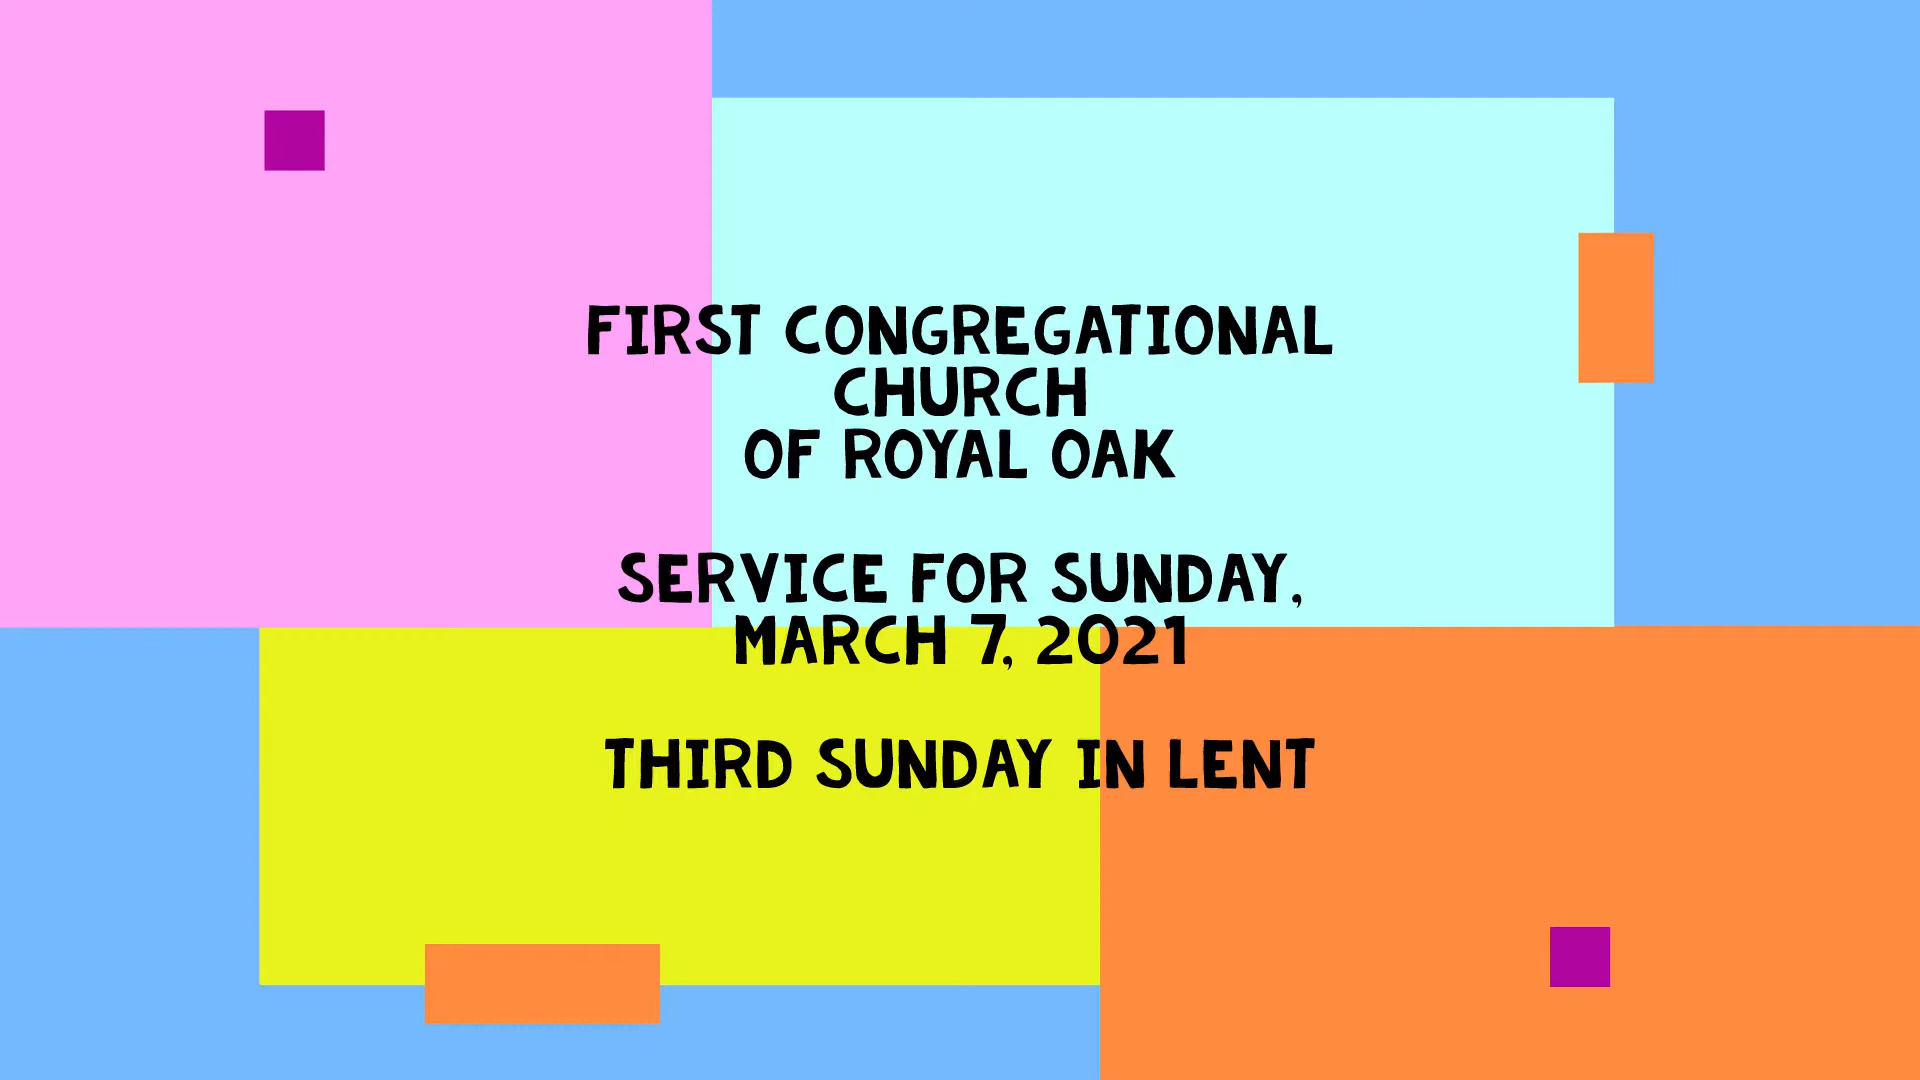 FIRST CONGREGATIONAL
CHURCH
OF ROYAL OAK
SERVICE FOR SUNDAY,
MARCH 7, 2021
THIRD SUNDAY IN LENT